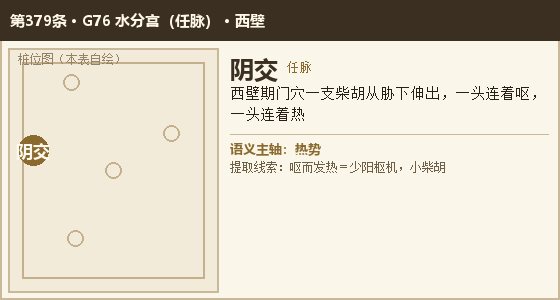 第379条・G76 水分宫（任脉）・西壁
桩位图（本表自绘）
阴交
阴交 任脉
西壁期门穴一支柴胡从胁下伸出，一头连着呕，
一头连着热
语义主轴：热势
提取线索：呕而发热＝少阳枢机，小柴胡